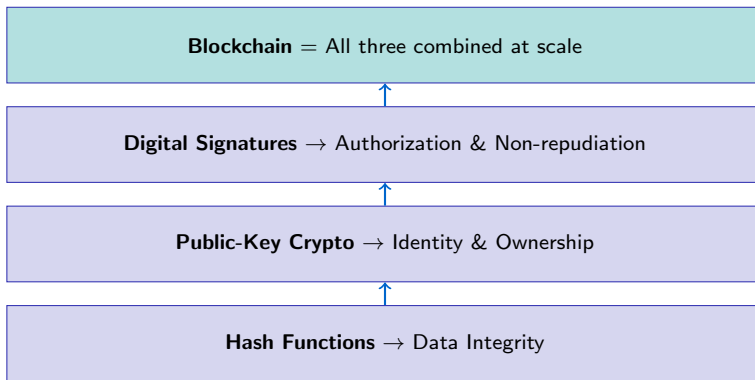 Blockchain = All three combined at scale
Digital Signatures → Authorization & Non-repudiation
Public-Key Crypto → Identity & Ownership
Hash Functions → Data Integrity